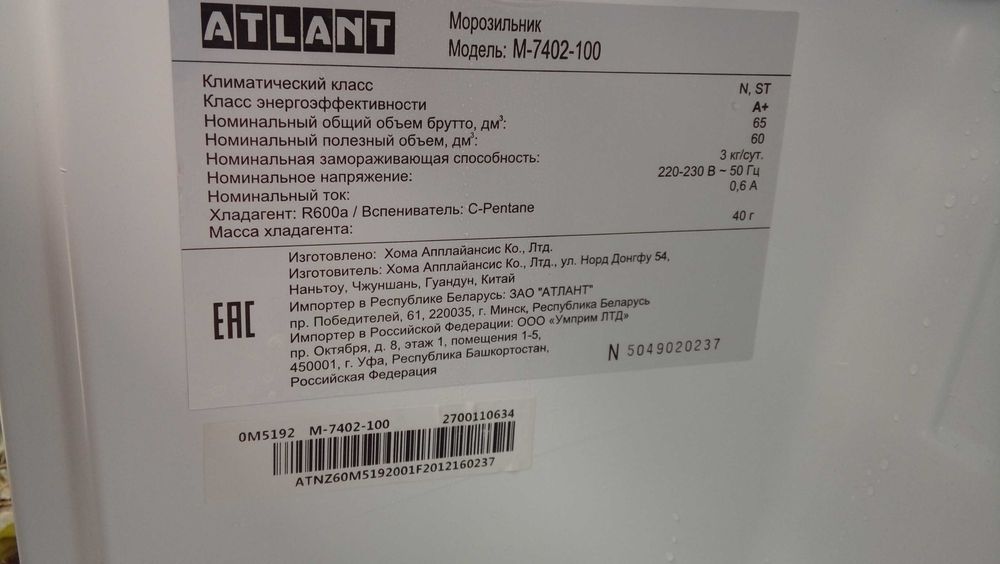 ATLANT
Морозильник
Модель: М-7402-100
Климатический класс N, ST
Класс энергоэффективности A+
Номинальный общий объем брутто, дм³: 65
Номинальный полезный объем, дм³: 60
Номинальная замораживающая способность: 3 кг/сут.
Номинальное напряжение: 220-230 В ~ 50 Гц
Номинальный ток: 0,6 А
Хладагент: R600a / Вспениватель: C-Pentane
Масса хладагента: 40 г
EAC
Изготовлено: Хома Апплайансис Ко., Лтд.
Изготовитель: Хома Апплайансис Ко., Лтд., ул. Норд Донгфу 54,
Наньтоу, Чжуншань, Гуандун, Китай
Импортер в Республике Беларусь: ЗАО "АТЛАНТ"
пр. Победителей, 61, 220035, г. Минск, Республика Беларусь
Импортер в Российской Федерации: ООО «Умприм ЛТД»
пр. Октября, д. 8, этаж 1, помещения 1-5,
450001, г. Уфа, Республика Башкортостан,
Российская Федерация
N 5049020237
0M5192 M-7402-100 2700110634
ATNZ60M5192001F2012160237